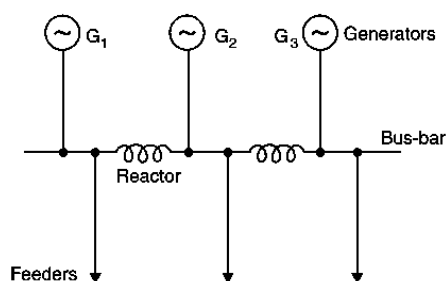 G1
G2
G3
Generators
Bus-bar
Reactor
Feeders